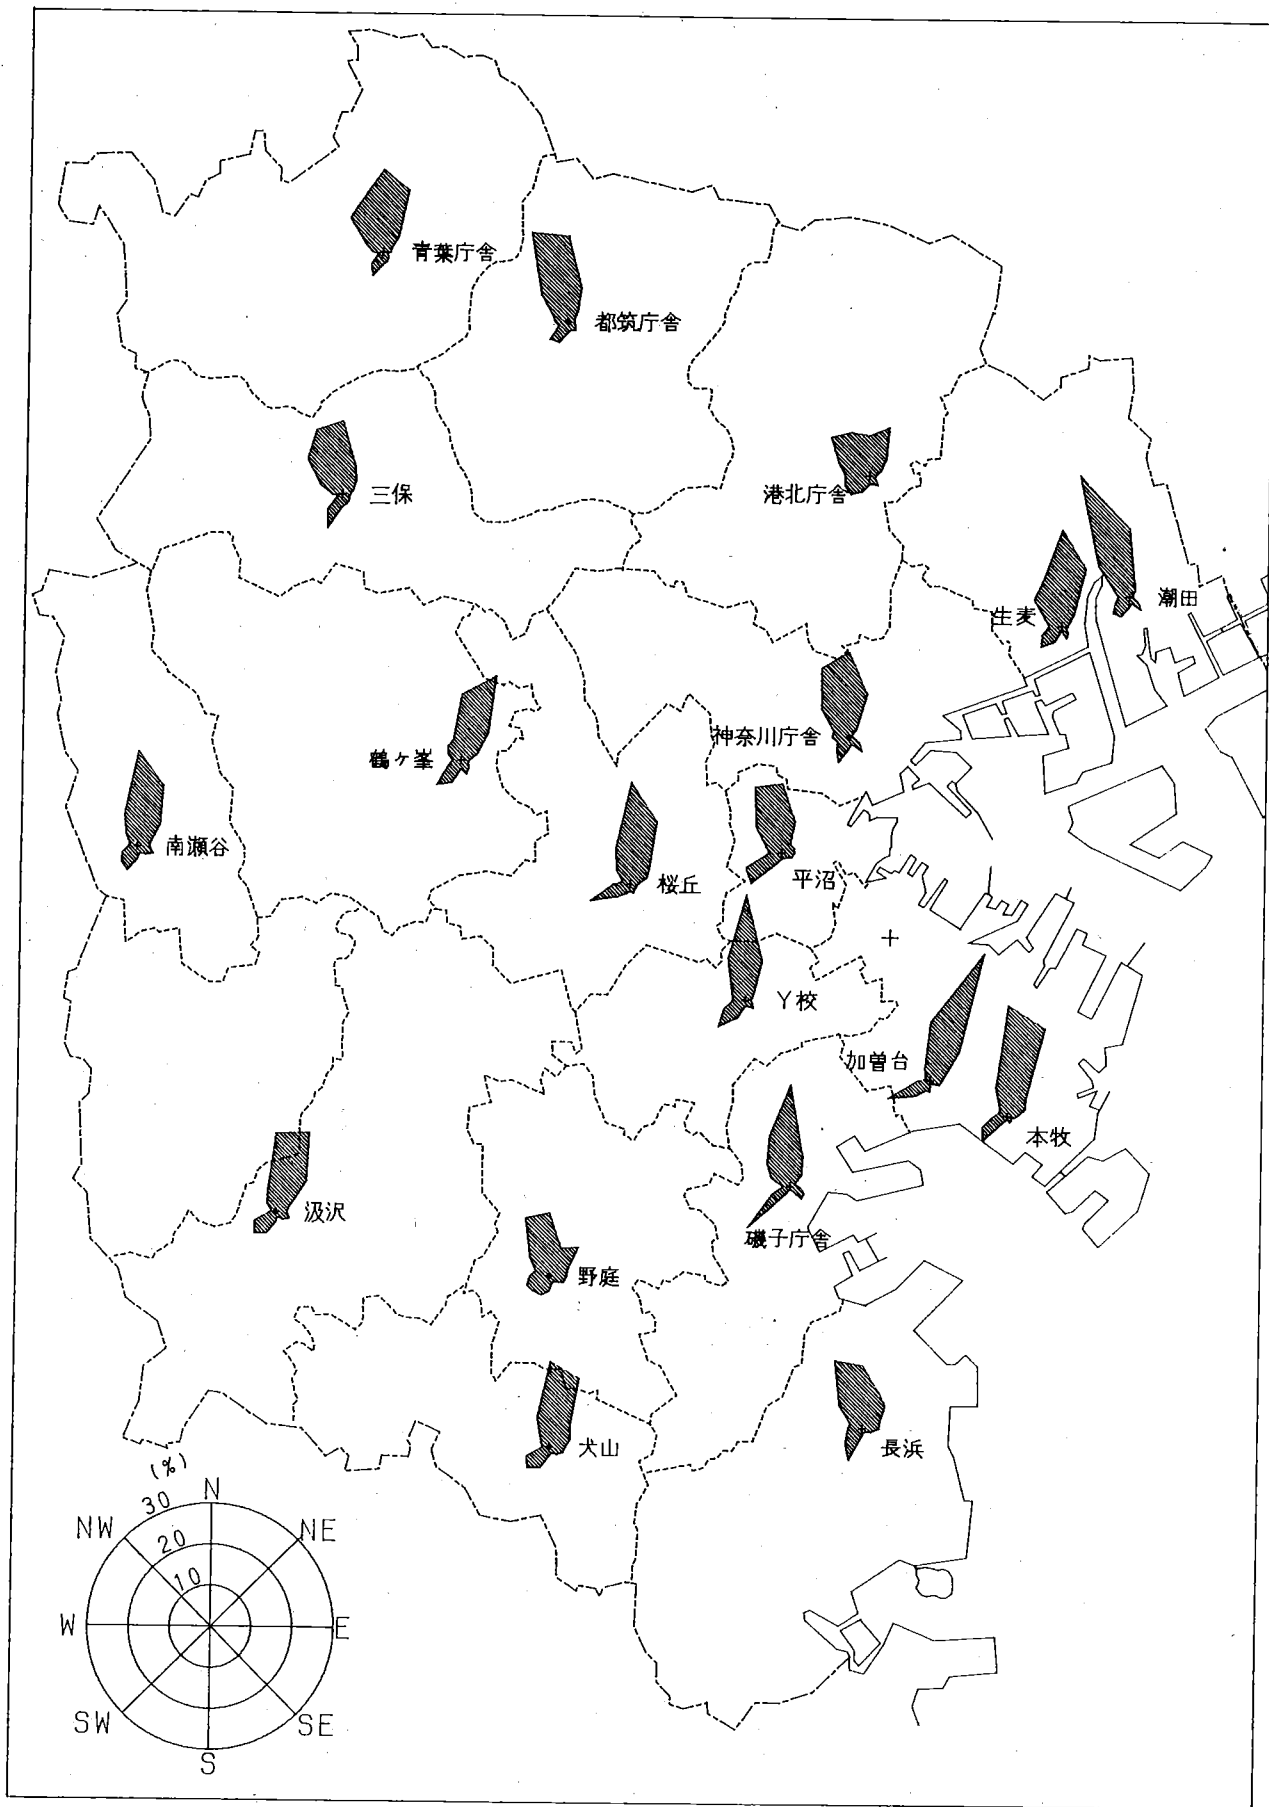 青葉庁舎
都筑庁舎
三保
港北庁舎
潮田
生麦
神奈川庁舎
鶴ヶ峯
南瀬谷
桜丘
平沼
Y校
加曽台
本牧
汲沢
磯子庁舎
野庭
犬山
長浜
(%)
30
20
10
N
NE
E
SE
S
SW
W
NW